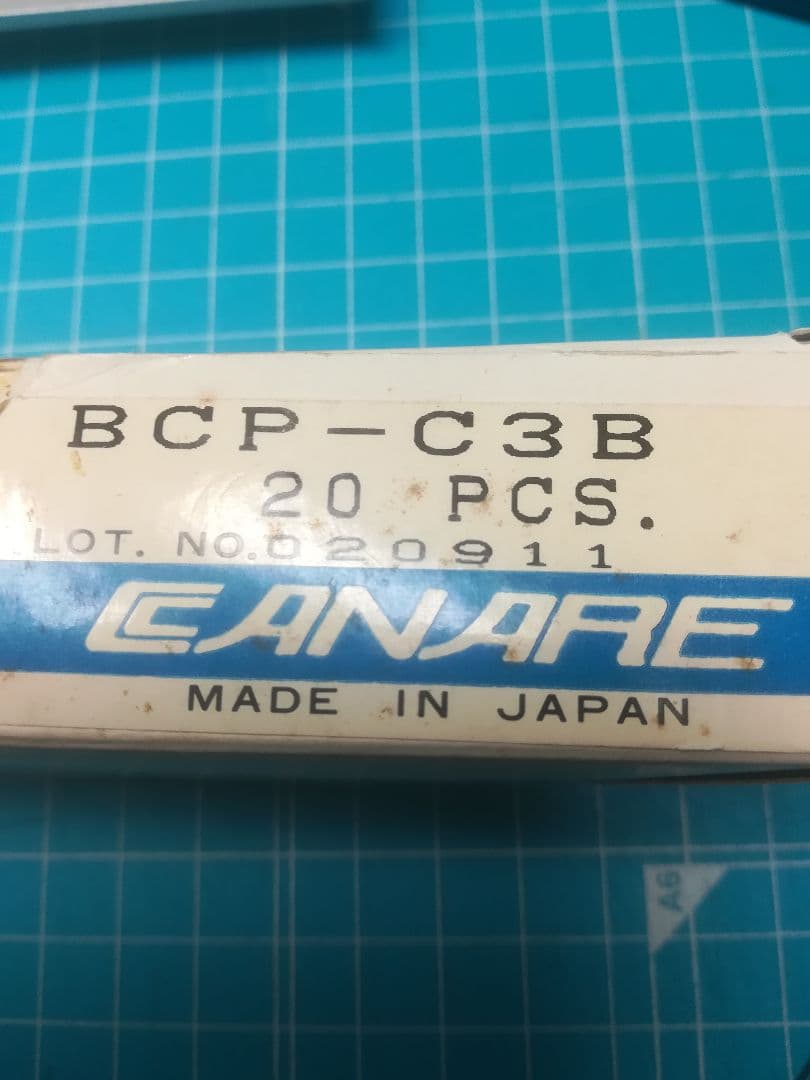 BCP-C3B
20 PCS.
LOT. NO.020911
CANARE
MADE IN JAPAN
A6